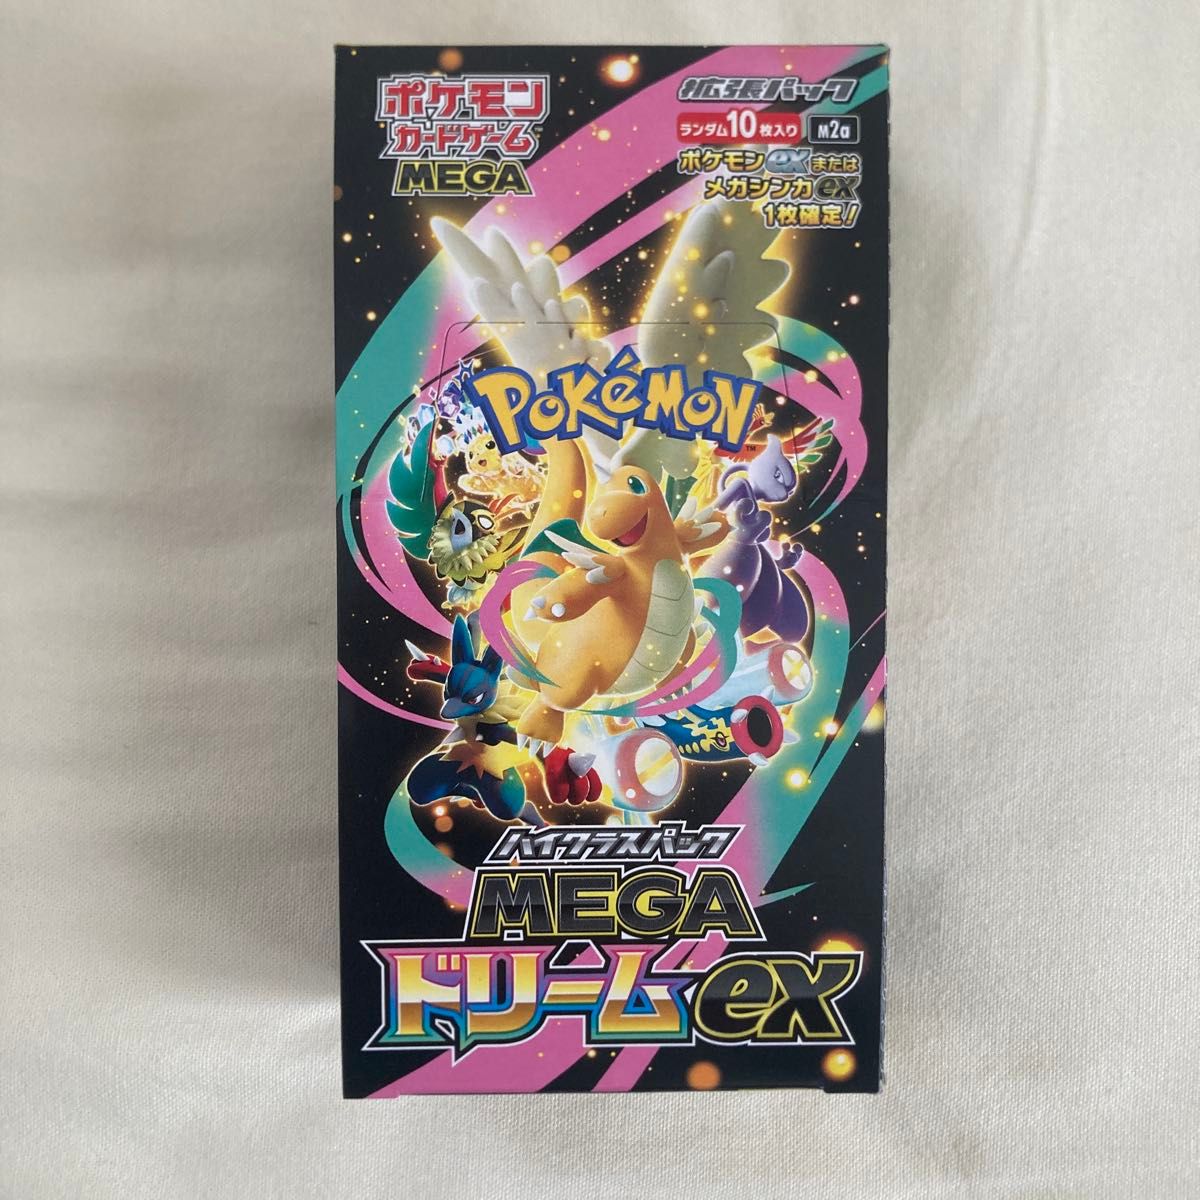 ポケモン
カードゲーム™
MEGA
拡張パック
ランダム10枚入り M2a
ポケモンexまたは
メガシンカex
1枚確定!
POKéMON™
ハイクラスパック
MEGA
ドリームex